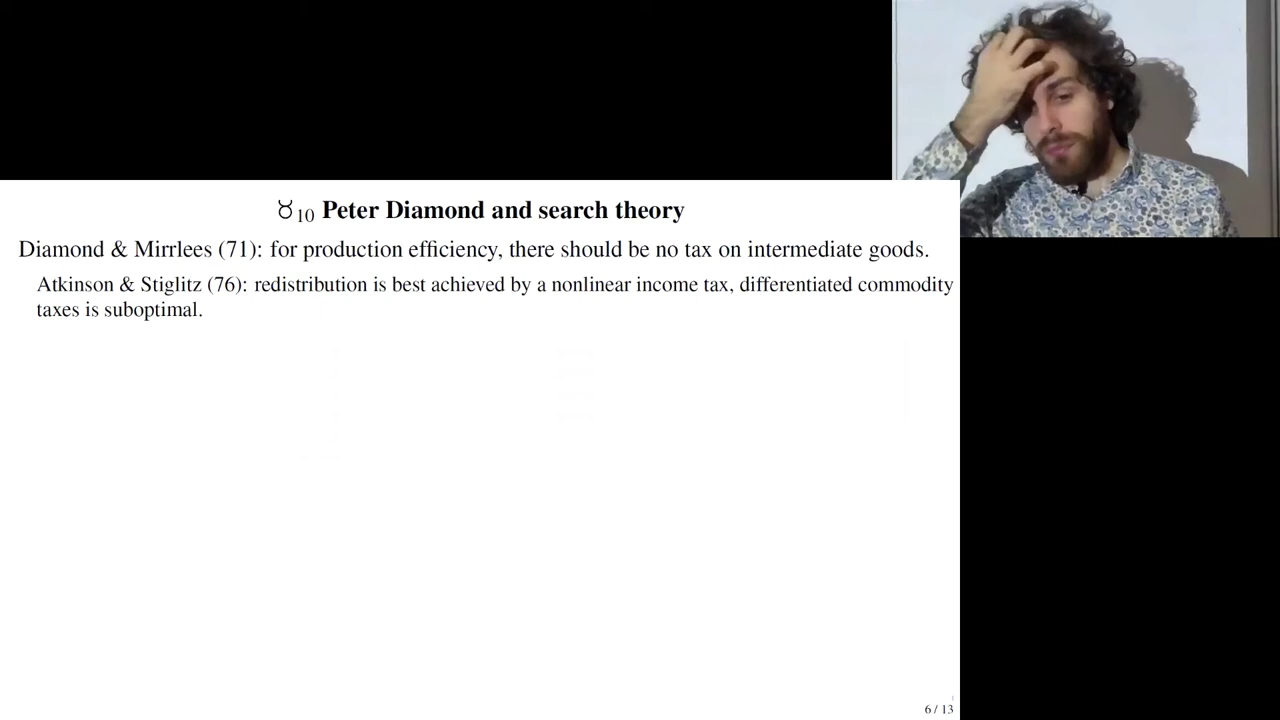 ♉10 Peter Diamond and search theory
Diamond & Mirrlees (71): for production efficiency, there should be no tax on intermediate goods.
Atkinson & Stiglitz (76): redistribution is best achieved by a nonlinear income tax, differentiated commodity
taxes is suboptimal.
6 / 13